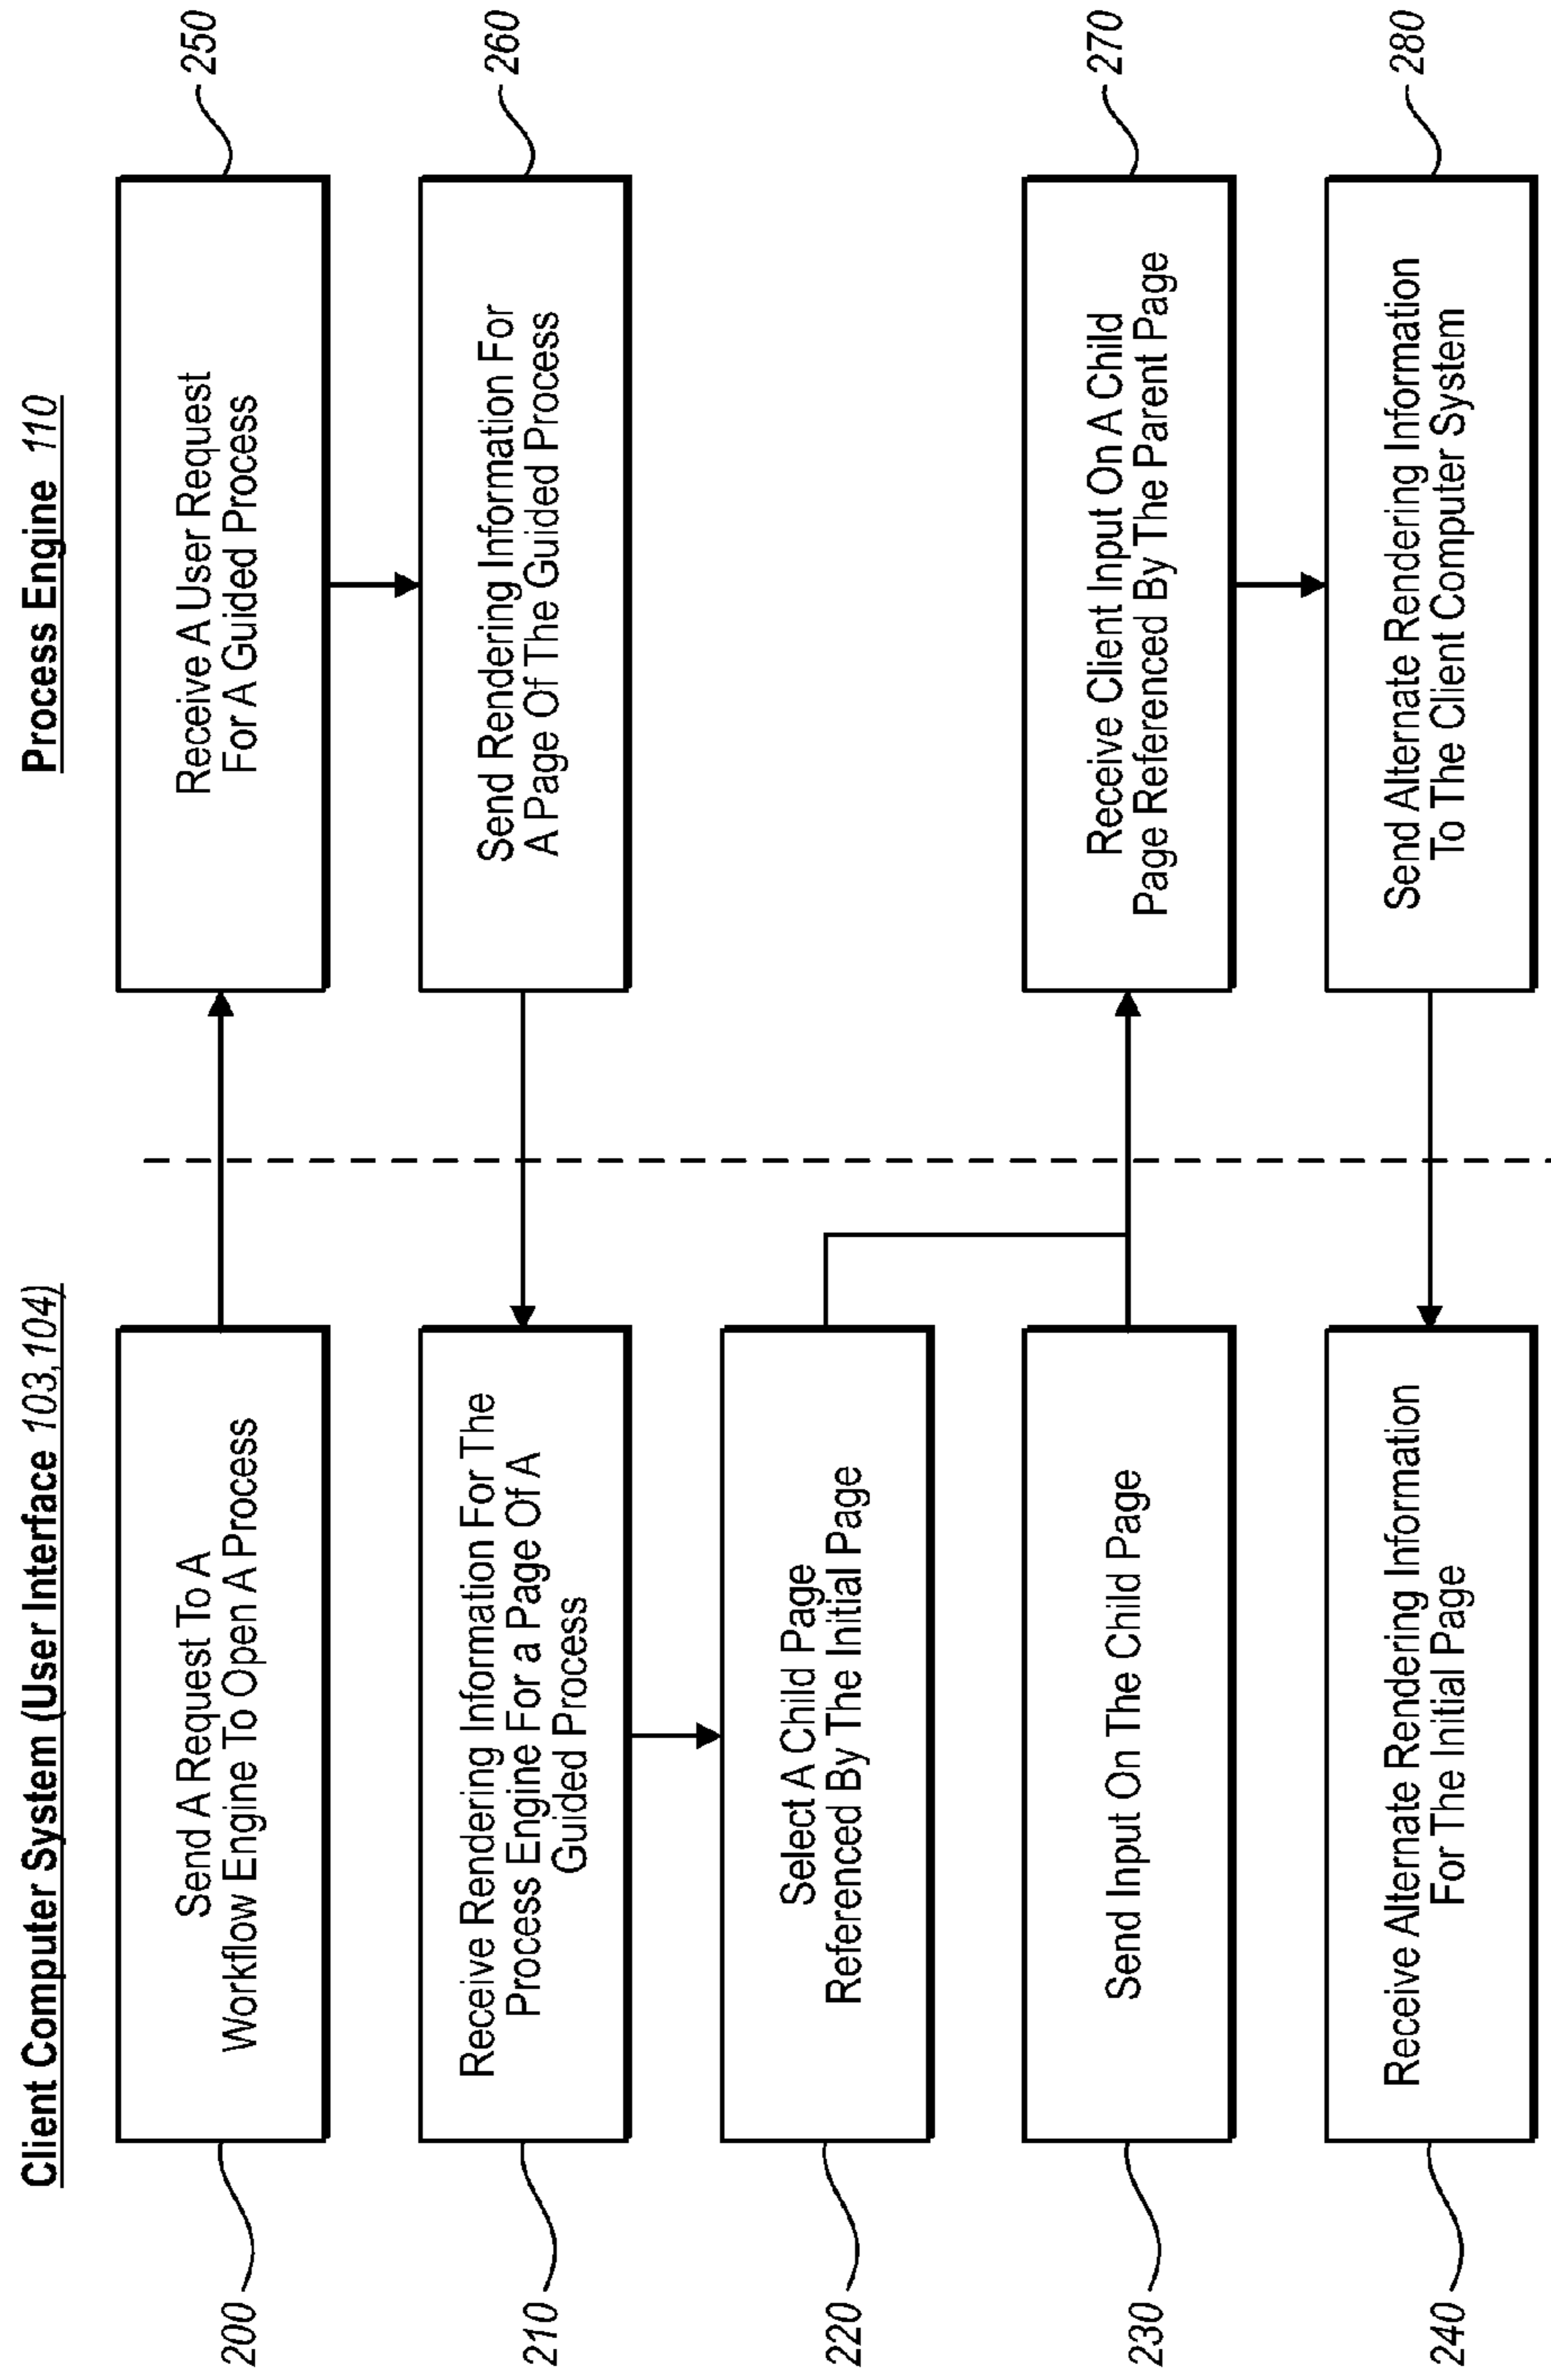 Client Computer System (User Interface 103,104)
Process Engine 110
200
Send A Request To A
Workflow Engine To Open A Process
Receive A User Request
For A Guided Process
250
210
Receive Rendering Information For The
Process Engine For a Page Of A
Guided Process
Send Rendering Information For
A Page Of The Guided Process
260
220
Select A Child Page
Referenced By The Initial Page
230
Send Input On The Child Page
Receive Client Input On A Child
Page Referenced By The Parent Page
270
240
Receive Alternate Rendering Information
For The Initial Page
Send Alternate Rendering Information
To The Client Computer System
280